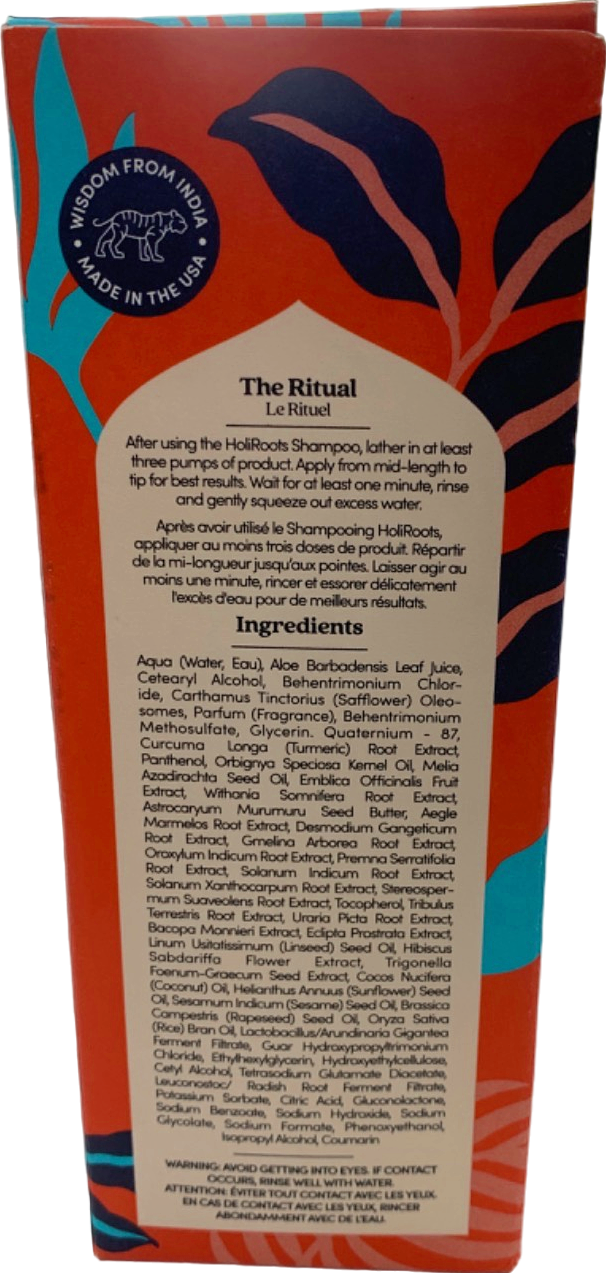 WISDOM FROM INDIA
• MADE IN THE USA •
The Ritual
Le Rituel
After using the HoliRoots Shampoo, lather in at least
three pumps of product. Apply from mid-length to
tip for best results. Wait for at least one minute, rinse
and gently squeeze out excess water.
Après avoir utilisé le Shampooing HoliRoots,
appliquer au moins trois doses de produit. Répartir
de la mi-longueur jusqu'aux pointes. Laisser agir au
moins une minute, rincer et essorer délicatement
l'excès d'eau pour de meilleurs résultats.
Ingredients
Aqua (Water, Eau), Aloe Barbadensis Leaf Juice,
Cetearyl Alcohol, Behentrimonium Chlor-
ide, Carthamus Tinctorius (Safflower) Oleo-
somes, Parfum (Fragrance), Behentrimonium
Methosulfate, Glycerin. Quaternium - 87,
Curcuma Longa (Turmeric) Root Extract,
Panthenol, Orbignya Speciosa Kernel Oil, Melia
Azadirachta Seed Oil, Emblica Officinalis Fruit
Extract, Withania Somnifera Root Extract,
Astrocaryum Murumuru Seed Butter, Aegle
Marmelos Root Extract, Desmodium Gangeticum
Root Extract, Gmelina Arborea Root Extract,
Oroxylum Indicum Root Extract, Premna Serratifolia
Root Extract, Solanum Indicum Root Extract,
Solanum Xanthocarpum Root Extract, Stereosper-
mum Suaveolens Root Extract, Tocopherol, Tribulus
Terrestris Root Extract, Uraria Picta Root Extract,
Bacopa Monnieri Extract, Eclipta Prostrata Extract,
Linum Usitatissimum (Linseed) Seed Oil, Hibiscus
Sabdariffa Flower Extract, Trigonella
Foenum-Graecum Seed Extract, Cocos Nucifera
(Coconut) Oil, Helianthus Annuus (Sunflower) Seed
Oil, Sesamum Indicum (Sesame) Seed Oil, Brassica
Campestris (Rapeseed) Seed Oil, Oryza Sativa
(Rice) Bran Oil, Lactobacillus/Arundinaria Gigantea
Ferment Filtrate, Guar Hydroxypropyltrimonium
Chloride, Ethylhexylglycerin, Hydroxyethylcellulose,
Cetyl Alcohol, Tetrasodium Glutamate Diacetate,
Leuconostoc/ Radish Root Ferment Filtrate,
Potassium Sorbate, Citric Acid, Gluconolactone,
Sodium Benzoate, Sodium Hydroxide, Sodium
Glycolate, Sodium Formate, Phenoxyethanol,
Isopropyl Alcohol, Coumarin
WARNING: AVOID GETTING INTO EYES. IF CONTACT
OCCURS, RINSE WELL WITH WATER.
ATTENTION: ÉVITER TOUT CONTACT AVEC LES YEUX.
EN CAS DE CONTACT AVEC LES YEUX, RINCER
ABONDAMMENT AVEC DE L'EAU.